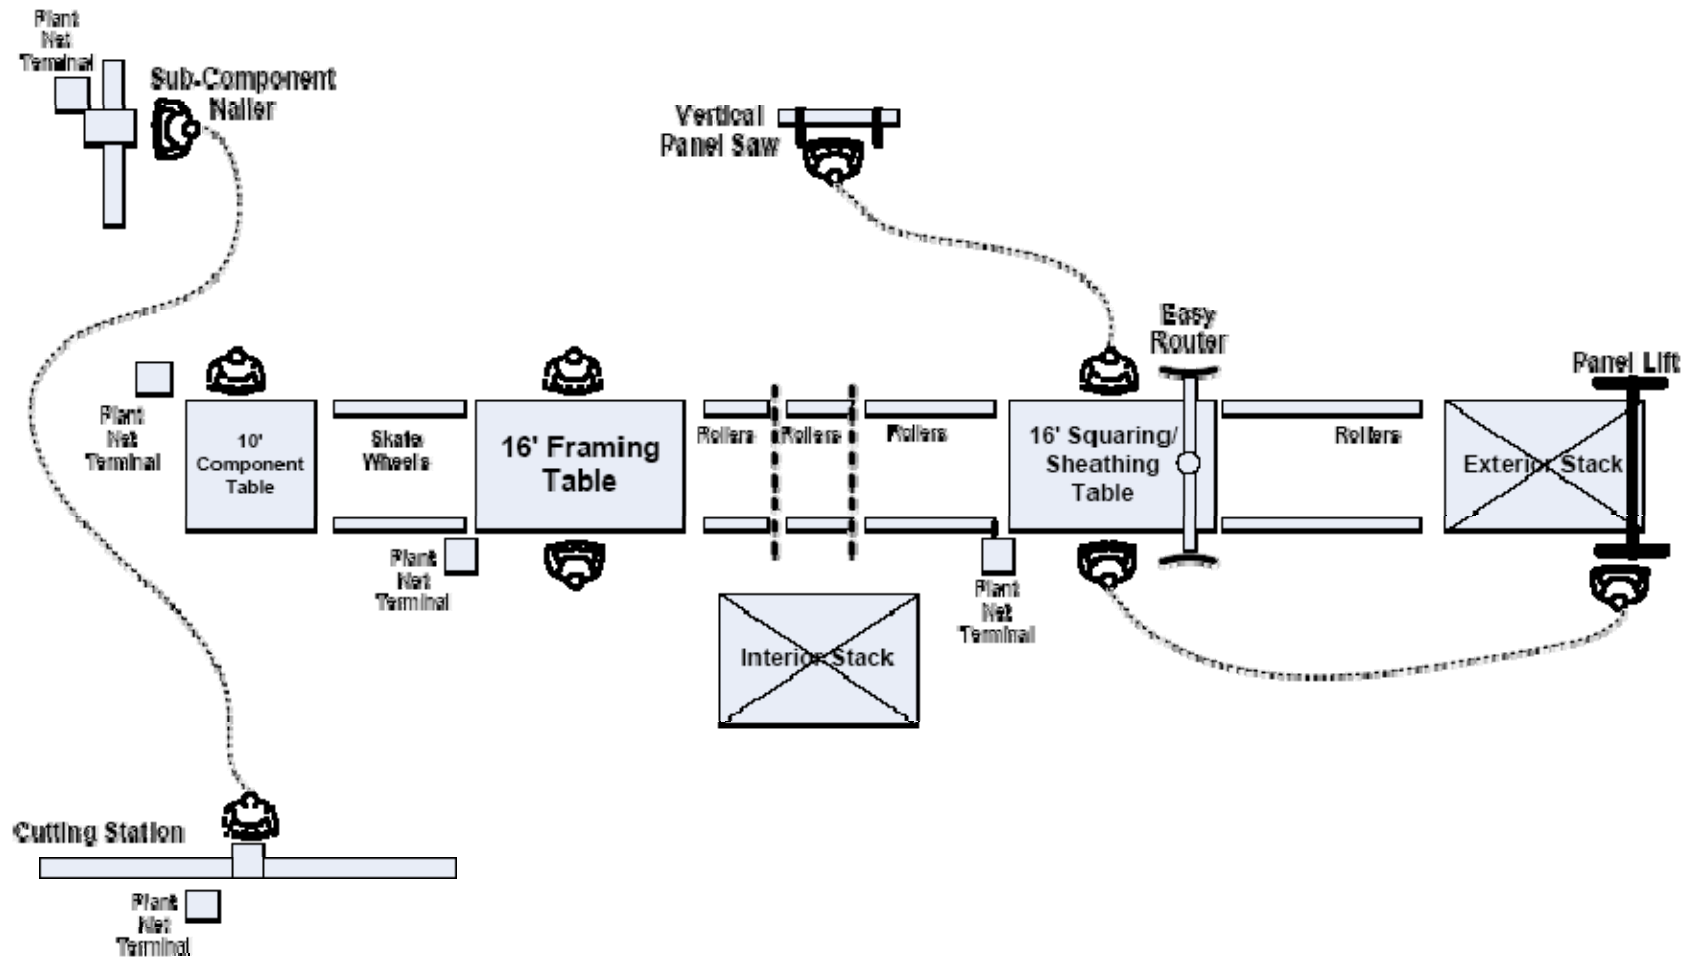 Plant
Net
Terminal
Sub-Component
Nailer
Vertical
Panel Saw
Easy
Router
Panel Lift
Plant
Net
Terminal
10'
Component
Table
Skate
Wheels
16' Framing
Table
Rollers
Rollers
Rollers
16' Squaring/
Sheathing
Table
Rollers
Exterior Stack
Plant
Net
Terminal
Plant
Net
Terminal
Interior Stack
Cutting Station
Plant
Net
Terminal